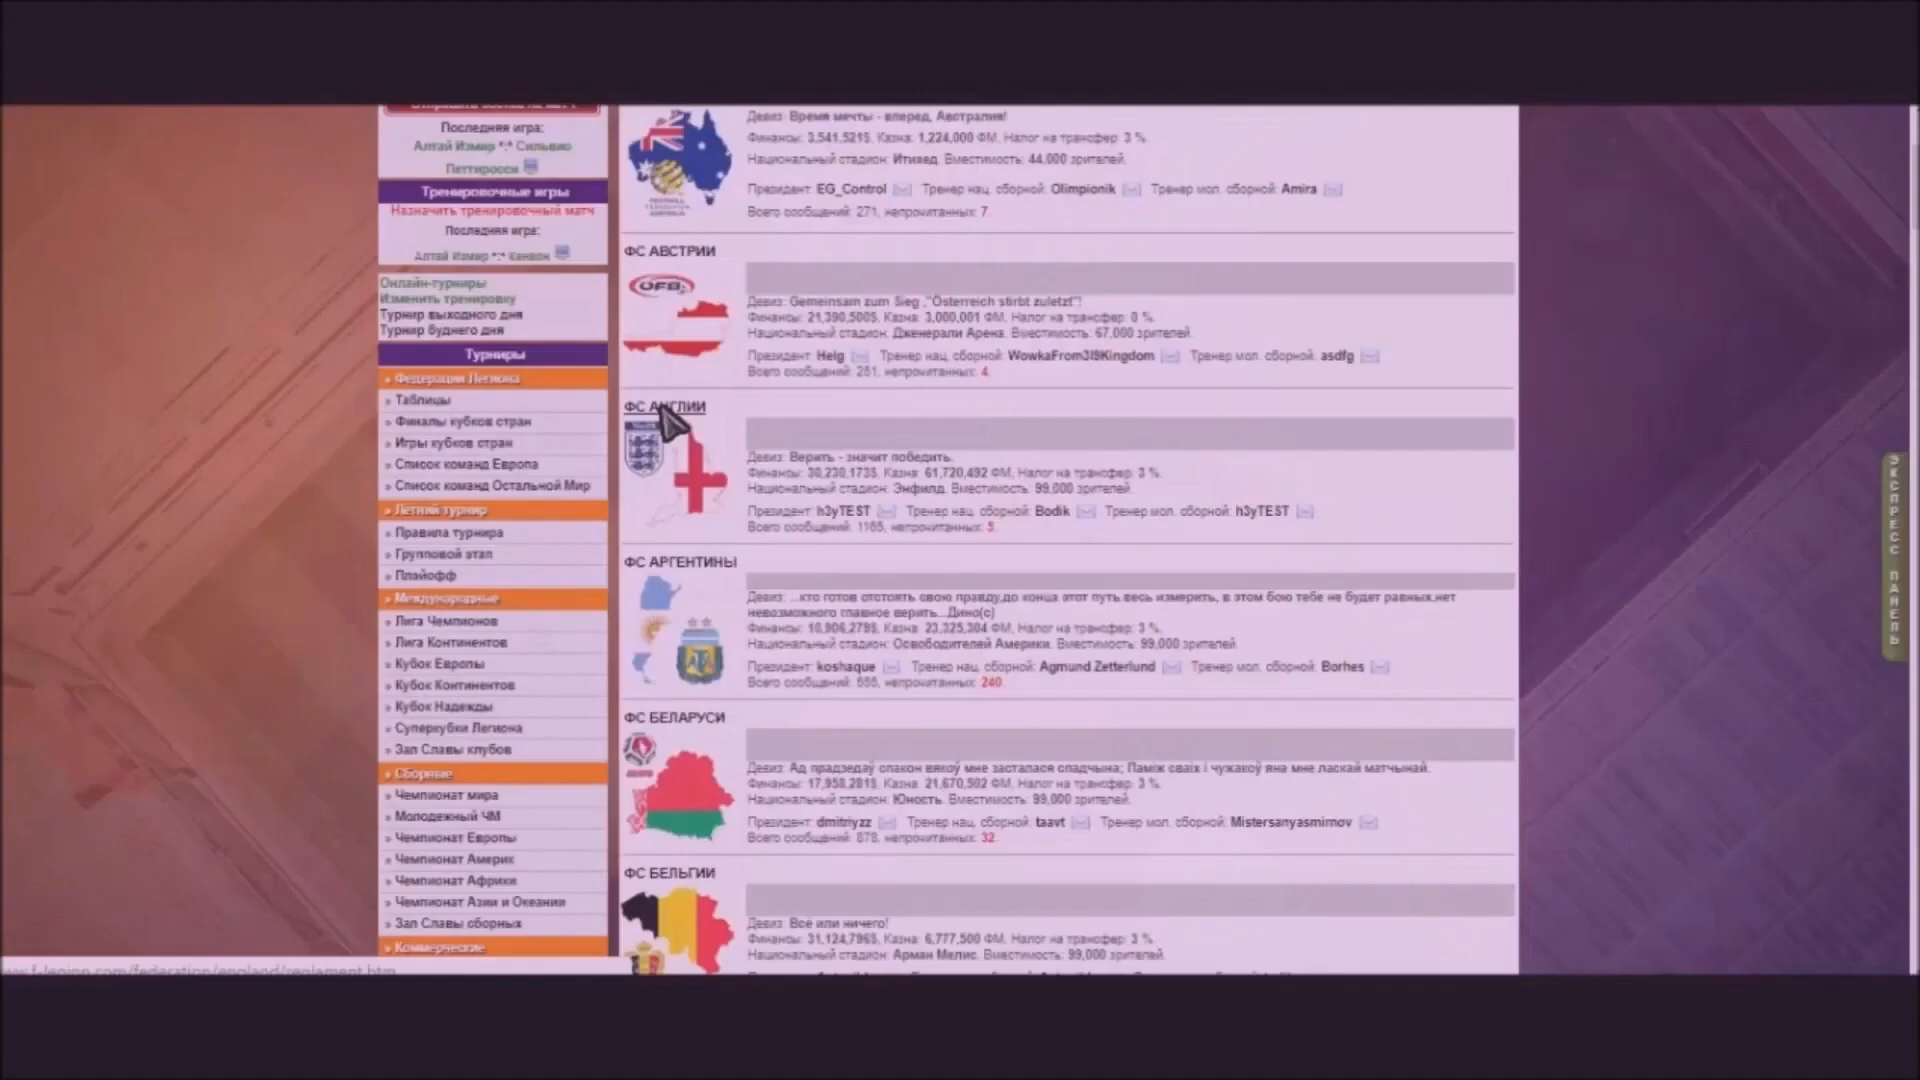 Последняя игра:
Алтай Измир *:* Сильвио
Петтиросси
Тренировочные игры
Назначить тренировочный матч
Последняя игра:
Алтай Измир *:* Канвон
Онлайн-турниры
Изменить тренировку
Турнир выходного дня
Турнир буднего дня
Турниры
» Федерации Легиона
» Таблицы
» Финалы кубков стран
» Игры кубков стран
» Список команд Европа
» Список команд Остальной Мир
» Летний турнир
» Правила турнира
» Групповой этап
» Плэйофф
» Международные
» Лига Чемпионов
» Лига Континентов
» Кубок Европы
» Кубок Континентов
» Кубок Надежды
» Суперкубки Легиона
» Зал Славы клубов
» Сборные
» Чемпионат мира
» Молодежный ЧМ
» Чемпионат Европы
» Чемпионат Америк
» Чемпионат Африки
» Чемпионат Азии и Океании
» Зал Славы сборных
» Коммерческие
Девиз: Время мечты - вперед, Австралия!
Финансы: 3,541,521$, Казна: 1,224,000 ФМ, Налог на трансфер: 3 %.
Национальный стадион: Итихед. Вместимость: 44,000 зрителей.
Президент: EG_Control Тренер нац. сборной: Olimpionik Тренер мол. сборной: Amira
Всего сообщений: 271, непрочитанных: 7.
ФС АВСТРИИ
ÖFB
Девиз: Gemeinsam zum Sieg ,"Österreich stirbt zuletzt"!
Финансы: 21,390,500$, Казна: 3,000,001 ФМ, Налог на трансфер: 0 %.
Национальный стадион: Дженерали Арена. Вместимость: 67,000 зрителей.
Президент: Helg Тренер нац. сборной: WowkaFrom3I9Kingdom Тренер мол. сборной: asdfg
Всего сообщений: 251, непрочитанных: 4.
ФС АНГЛИИ
Девиз: Верить - значит победить.
Финансы: 30,230,173$, Казна: 61,720,492 ФМ, Налог на трансфер: 3 %.
Национальный стадион: Энфилд. Вместимость: 99,000 зрителей.
Президент: h3yTEST Тренер нац. сборной: Bodik Тренер мол. сборной: h3yTEST
Всего сообщений: 1165, непрочитанных: 5.
ФС АРГЕНТИНЫ
Девиз: ...кто готов отстоять свою правду,до конца этот путь весь измерить, в этом бою тебе не будет равных,нет
невозможного главное верить...Дино(с)
Финансы: 16,906,279$, Казна: 23,325,304 ФМ, Налог на трансфер: 3 %.
Национальный стадион: Освободителей Америки. Вместимость: 99,000 зрителей.
Президент: koshaque Тренер нац. сборной: Agmund Zetterlund Тренер мол. сборной: Borhes
Всего сообщений: 555, непрочитанных: 240.
ФС БЕЛАРУСИ
Девиз: Ад прадзедаў спакон вякоў мне засталася спадчына; Паміж сваіх і чужакоў яна мне ласкай матчынай.
Финансы: 17,958,281$, Казна: 21,670,502 ФМ, Налог на трансфер: 3 %.
Национальный стадион: Юность. Вместимость: 99,000 зрителей.
Президент: dmitriyzz Тренер нац. сборной: taavt Тренер мол. сборной: Mistersanyasmirnov
Всего сообщений: 878, непрочитанных: 32.
ФС БЕЛЬГИИ
Девиз: Всё или ничего!
Финансы: 31,124,796$, Казна: 6,777,500 ФМ, Налог на трансфер: 3 %.
Национальный стадион: Арман Мелис. Вместимость: 99,000 зрителей.
ЭКСПРЕСС ПАНЕЛЬ
f-legion.com/federation/england/reglament.htm